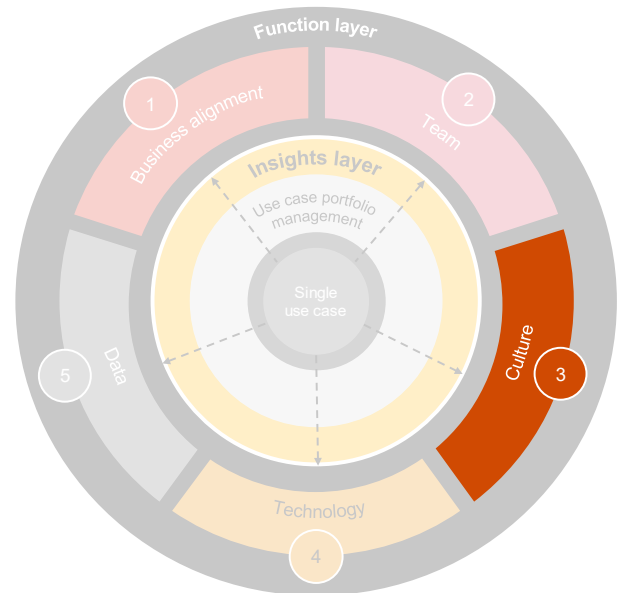 Function layer
1
Business alignment
2
Team
Insights layer
Use case portfolio
management
Single
use case
Culture
3
Technology
4
Data
5